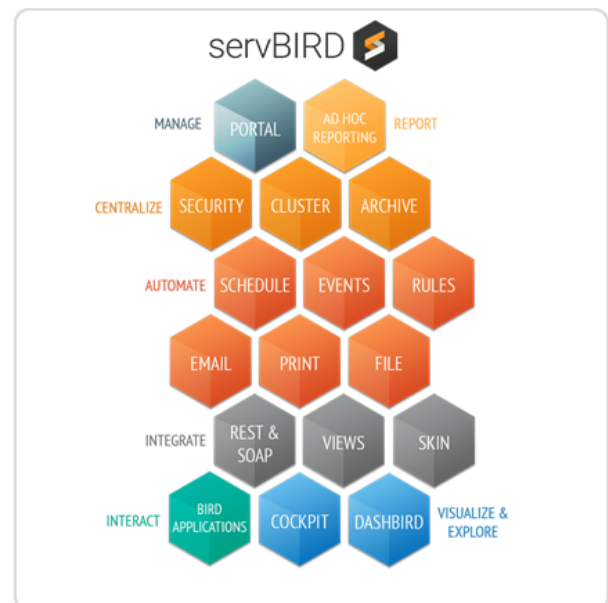 servBIRD
MANAGE
PORTAL
AD HOC
REPORTING
REPORT
CENTRALIZE
SECURITY
CLUSTER
ARCHIVE
AUTOMATE
SCHEDULE
EVENTS
RULES
EMAIL
PRINT
FILE
INTEGRATE
REST &
SOAP
VIEWS
SKIN
INTERACT
BIRD
APPLICATIONS
COCKPIT
DASHBIRD
VISUALIZE &
EXPLORE